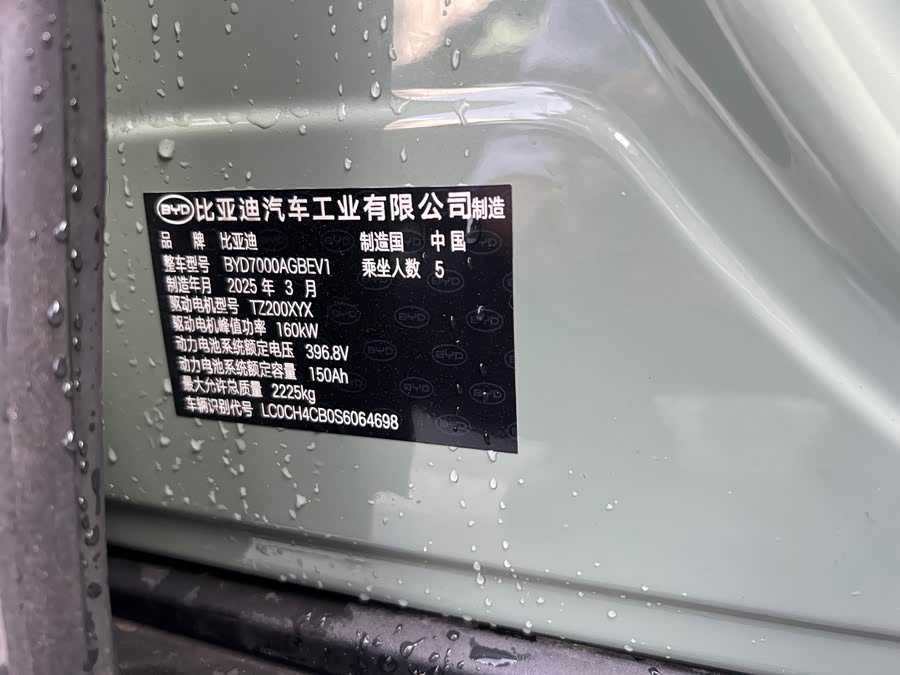 BYD 比亚迪汽车工业有限公司制造
品 牌 比亚迪 制造国 中国
整车型号 BYD7000AGBEV1 乘坐人数 5
制造年月 2025 年 3 月
驱动电机型号 TZ200XYX
驱动电机峰值功率 160kW
动力电池系统额定电压 396.8V
动力电池系统额定容量 150Ah
最大允许总质量 2225kg
车辆识别代号 LC0CH4CB0S6064698